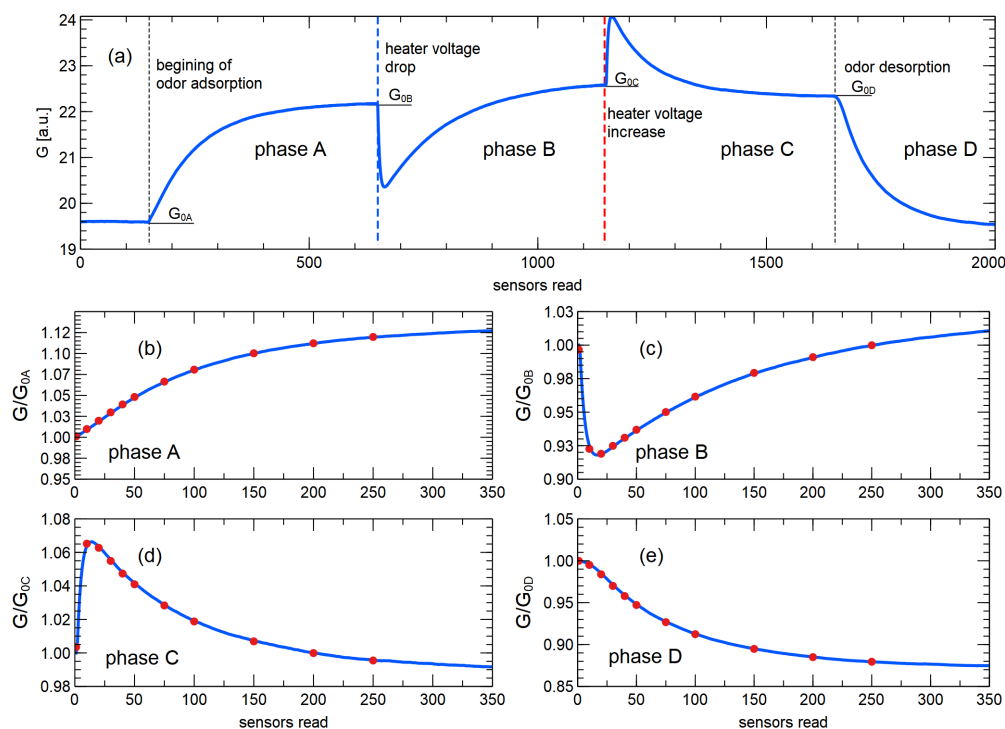 24
23
22
21
20
19
G [a.u.]
(a)
begining of
odor adsorption
heater voltage
drop
odor desorption
G0A
G0B
G0C
G0D
heater voltage
increase
phase A
phase B
phase C
phase D
0 500 1000 1500 2000
sensors read
1.12
1.10
1.07
1.05
1.03
1.00
0.98
0.95
G/G0A
(b)
phase A
0 50 100 150 200 250 300 350
1.03
1.00
0.98
0.95
0.93
0.90
G/G0B
(c)
phase B
0 50 100 150 200 250 300 350
1.08
1.06
1.04
1.02
1.00
0.98
G/G0C
(d)
phase C
0 50 100 150 200 250 300 350
sensors read
1.05
1.00
0.95
0.90
0.85
G/G0D
(e)
phase D
0 50 100 150 200 250 300 350
sensors read